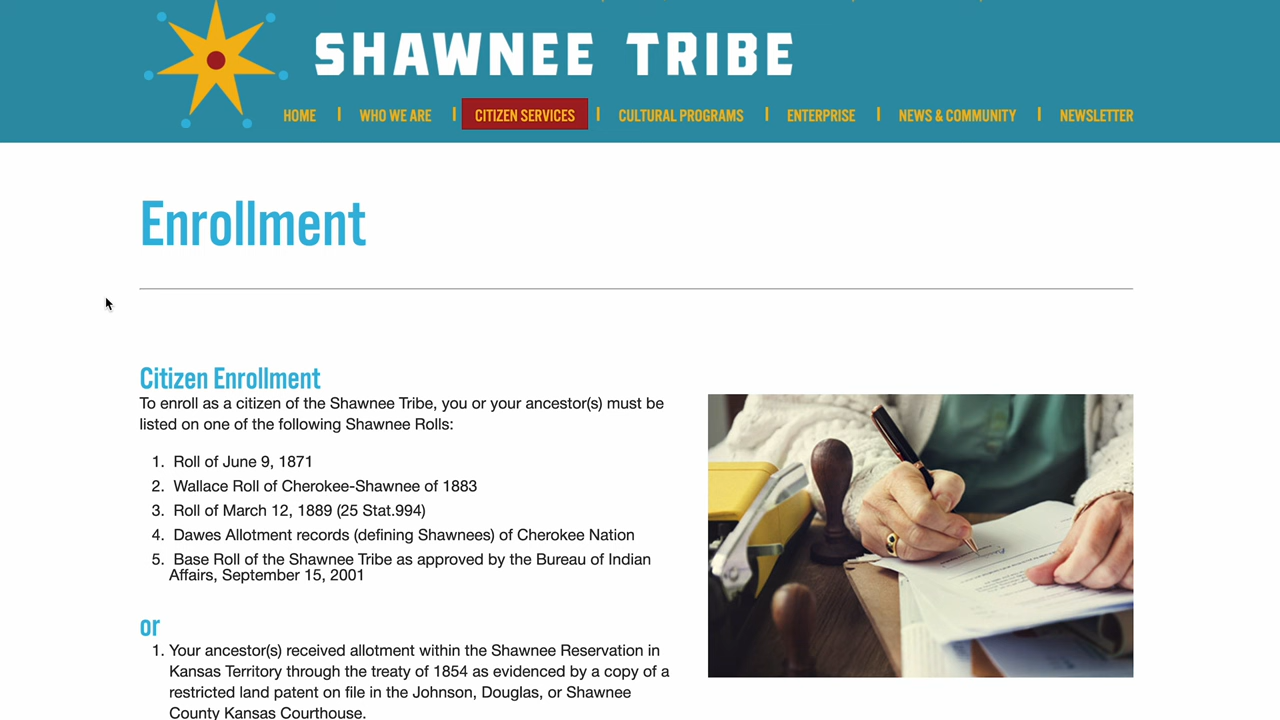 SHAWNEE TRIBE
HOME | WHO WE ARE | CITIZEN SERVICES | CULTURAL PROGRAMS | ENTERPRISE | NEWS & COMMUNITY | NEWSLETTER
Enrollment
Citizen Enrollment
To enroll as a citizen of the Shawnee Tribe, you or your ancestor(s) must be
listed on one of the following Shawnee Rolls:
1. Roll of June 9, 1871
2. Wallace Roll of Cherokee-Shawnee of 1883
3. Roll of March 12, 1889 (25 Stat.994)
4. Dawes Allotment records (defining Shawnees) of Cherokee Nation
5. Base Roll of the Shawnee Tribe as approved by the Bureau of Indian
Affairs, September 15, 2001
or
1. Your ancestor(s) received allotment within the Shawnee Reservation in
Kansas Territory through the treaty of 1854 as evidenced by a copy of a
restricted land patent on file in the Johnson, Douglas, or Shawnee
County Kansas Courthouse.